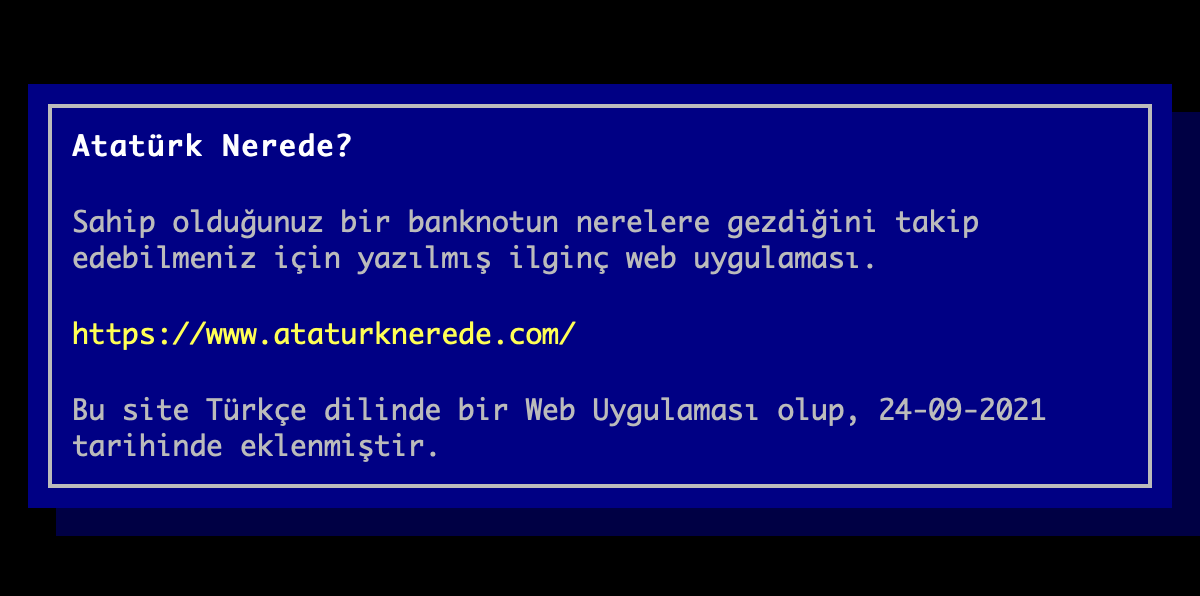 Atatürk Nerede?
Sahip olduğunuz bir banknotun nerelere gezdiğini takip
edebilmeniz için yazılmış ilginç web uygulaması.
https://www.ataturknerede.com/
Bu site Türkçe dilinde bir Web Uygulaması olup, 24-09-2021
tarihinde eklenmiştir.